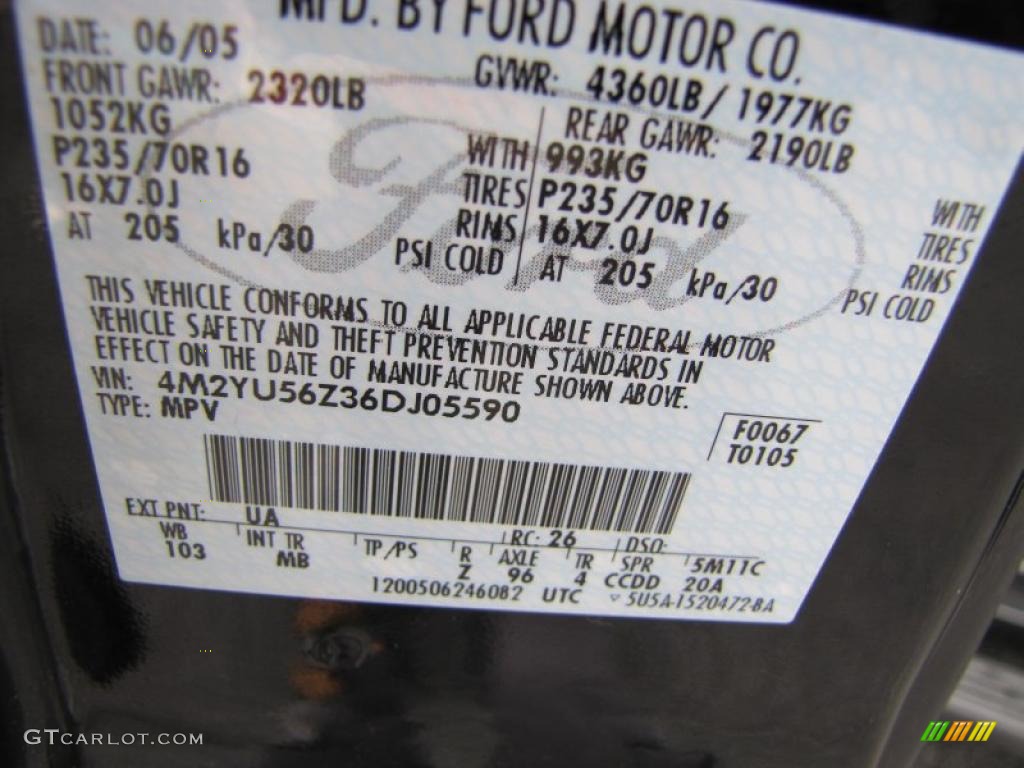 MFD. BY FORD MOTOR CO.
DATE: 06/05 GVWR: 4360LB / 1977KG
FRONT GAWR: 2320LB REAR GAWR: 2190LB
1052KG WITH 993KG WITH
P235/70R16 TIRES P235/70R16 TIRES
16X7.0J RIMS 16X7.0J RIMS
AT 205 kPa/30 PSI COLD AT 205 kPa/30 PSI COLD
Ford
THIS VEHICLE CONFORMS TO ALL APPLICABLE FEDERAL MOTOR
VEHICLE SAFETY AND THEFT PREVENTION STANDARDS IN
EFFECT ON THE DATE OF MANUFACTURE SHOWN ABOVE.
VIN: 4M2YU56Z36DJ05590
TYPE: MPV
F0067
T0105
EXT PNT: UA RC: 26 DSO:
WB INT TR TP/PS R AXLE TR SPR 5M11C
103 MB Z 96 4 CCDD 20A
1200506246082 UTC ▿ 5U5A-1520472-BA
GTCARLOT.COM